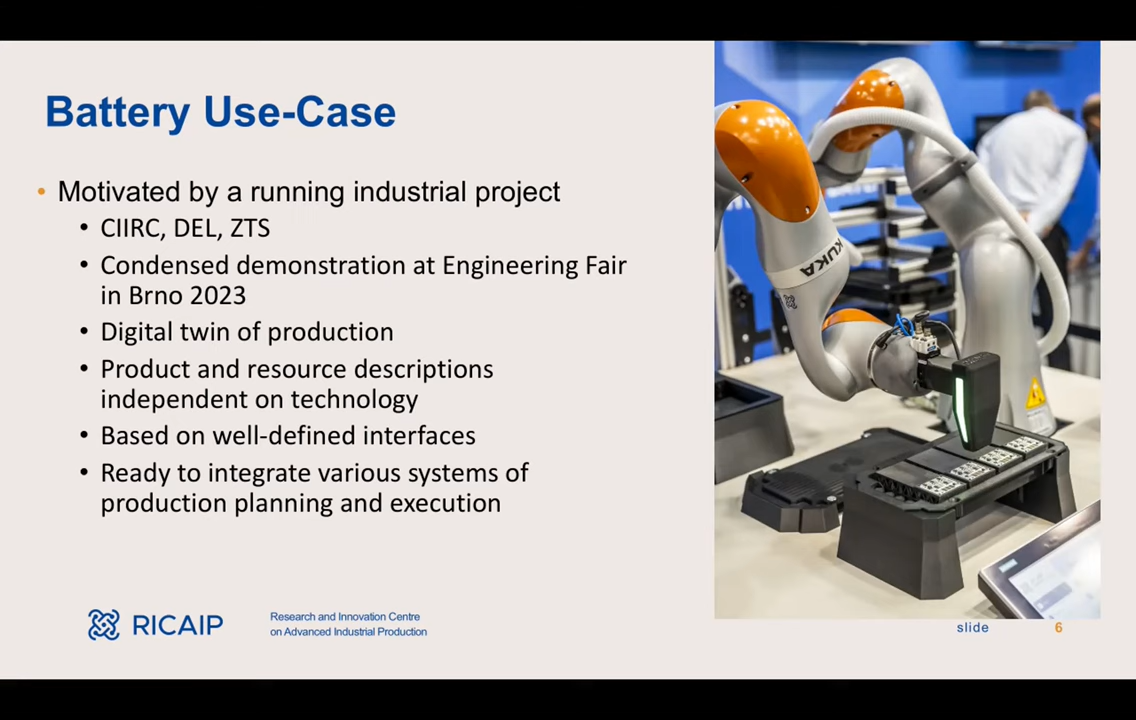 Battery Use-Case
• Motivated by a running industrial project
• CIIRC, DEL, ZTS
• Condensed demonstration at Engineering Fair
in Brno 2023
• Digital twin of production
• Product and resource descriptions
independent on technology
• Based on well-defined interfaces
• Ready to integrate various systems of
production planning and execution
KUKA
RICAIP
Research and Innovation Centre
on Advanced Industrial Production
slide 6